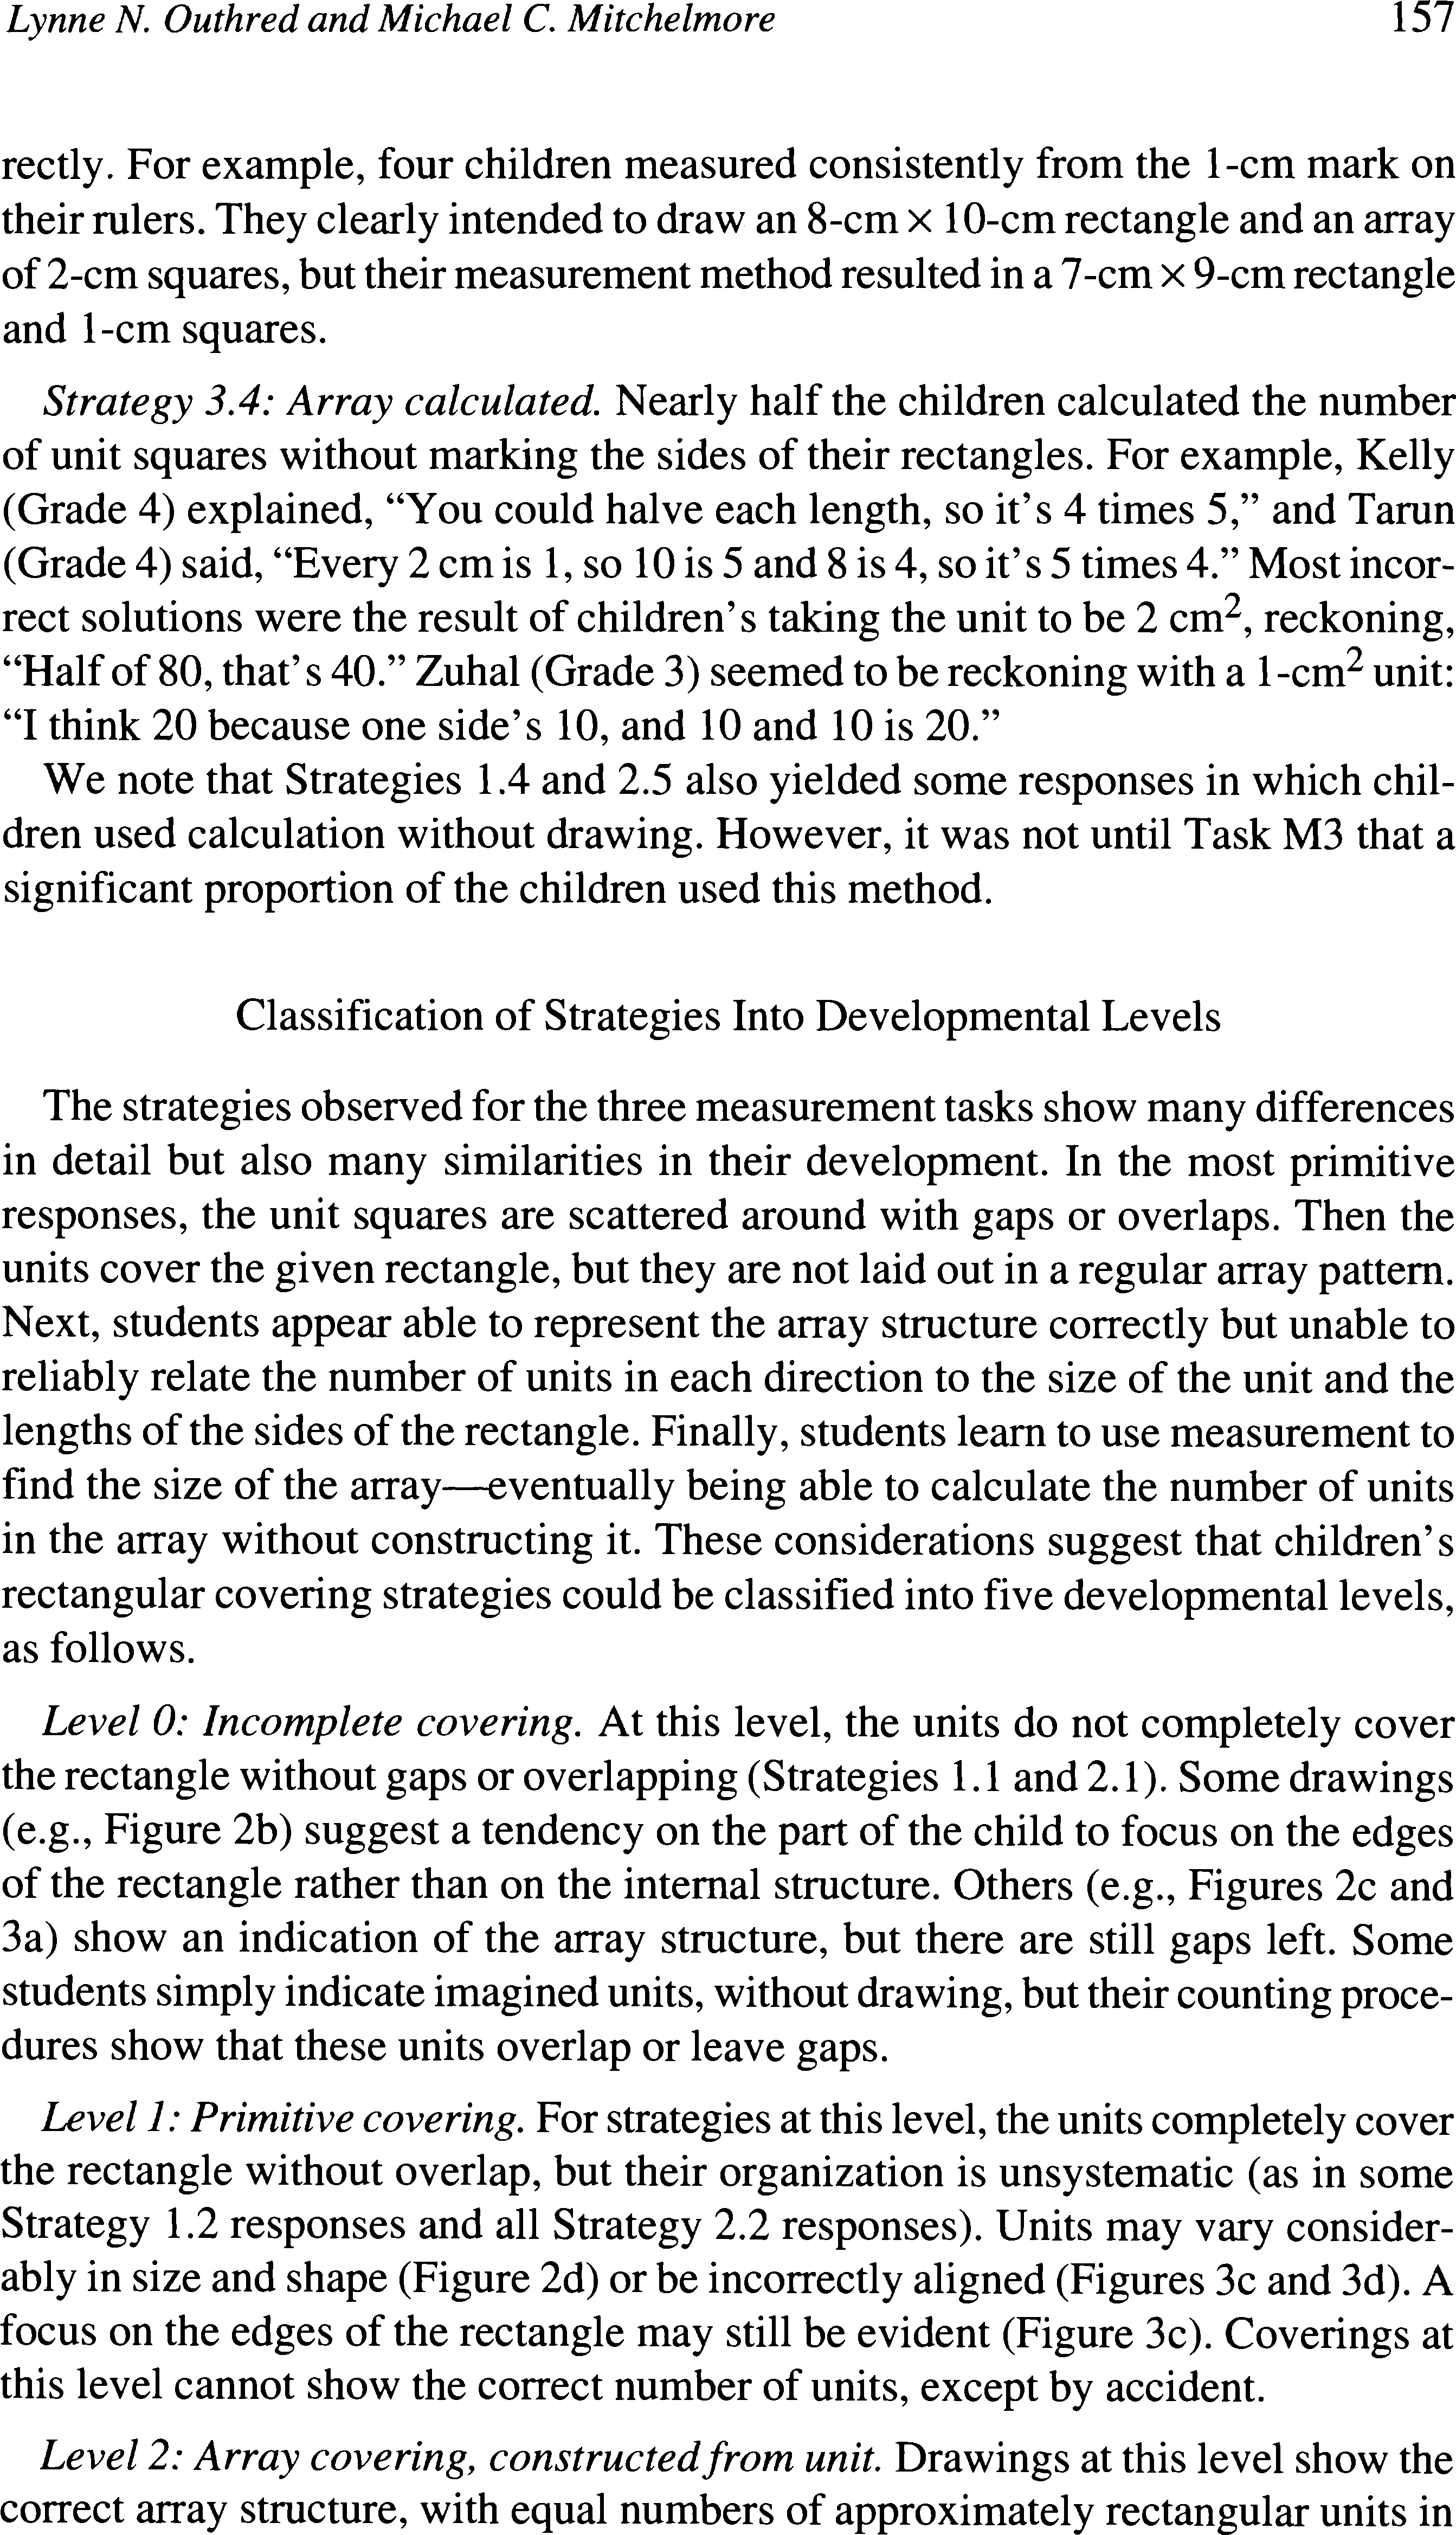 Lynne N. Outhred and Michael C. Mitchelmore 157
rectly. For example, four children measured consistently from the 1-cm mark on
their rulers. They clearly intended to draw an 8-cm × 10-cm rectangle and an array
of 2-cm squares, but their measurement method resulted in a 7-cm × 9-cm rectangle
and 1-cm squares.
Strategy 3.4: Array calculated. Nearly half the children calculated the number
of unit squares without marking the sides of their rectangles. For example, Kelly
(Grade 4) explained, “You could halve each length, so it’s 4 times 5,” and Tarun
(Grade 4) said, “Every 2 cm is 1, so 10 is 5 and 8 is 4, so it’s 5 times 4.” Most incor-
rect solutions were the result of children’s taking the unit to be 2 cm², reckoning,
“Half of 80, that’s 40.” Zuhal (Grade 3) seemed to be reckoning with a 1-cm² unit:
“I think 20 because one side’s 10, and 10 and 10 is 20.”
We note that Strategies 1.4 and 2.5 also yielded some responses in which chil-
dren used calculation without drawing. However, it was not until Task M3 that a
significant proportion of the children used this method.
Classification of Strategies Into Developmental Levels
The strategies observed for the three measurement tasks show many differences
in detail but also many similarities in their development. In the most primitive
responses, the unit squares are scattered around with gaps or overlaps. Then the
units cover the given rectangle, but they are not laid out in a regular array pattern.
Next, students appear able to represent the array structure correctly but unable to
reliably relate the number of units in each direction to the size of the unit and the
lengths of the sides of the rectangle. Finally, students learn to use measurement to
find the size of the array—eventually being able to calculate the number of units
in the array without constructing it. These considerations suggest that children’s
rectangular covering strategies could be classified into five developmental levels,
as follows.
Level 0: Incomplete covering. At this level, the units do not completely cover
the rectangle without gaps or overlapping (Strategies 1.1 and 2.1). Some drawings
(e.g., Figure 2b) suggest a tendency on the part of the child to focus on the edges
of the rectangle rather than on the internal structure. Others (e.g., Figures 2c and
3a) show an indication of the array structure, but there are still gaps left. Some
students simply indicate imagined units, without drawing, but their counting proce-
dures show that these units overlap or leave gaps.
Level 1: Primitive covering. For strategies at this level, the units completely cover
the rectangle without overlap, but their organization is unsystematic (as in some
Strategy 1.2 responses and all Strategy 2.2 responses). Units may vary consider-
ably in size and shape (Figure 2d) or be incorrectly aligned (Figures 3c and 3d). A
focus on the edges of the rectangle may still be evident (Figure 3c). Coverings at
this level cannot show the correct number of units, except by accident.
Level 2: Array covering, constructed from unit. Drawings at this level show the
correct array structure, with equal numbers of approximately rectangular units in